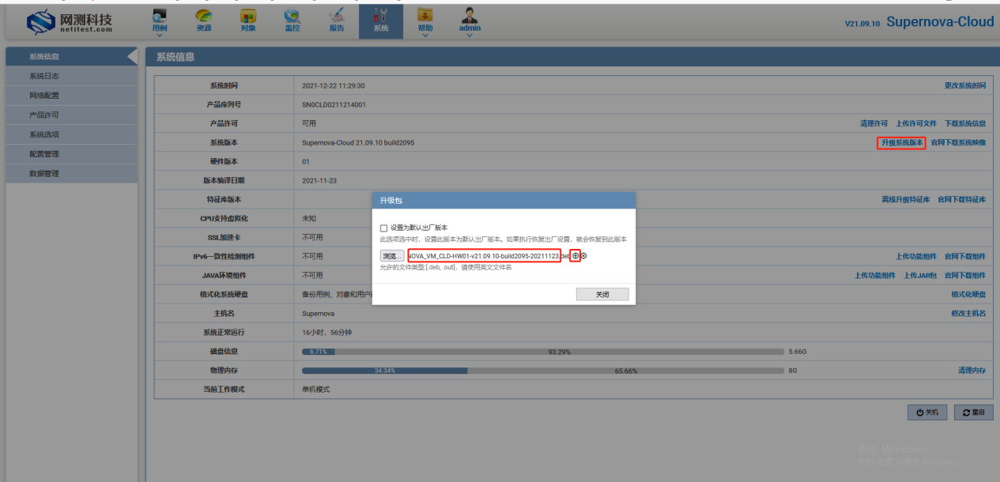 网测科技
netitest.com
用例
资源
对象
监控
报告
系统
帮助
admin
V21.09.10 Supernova-Cloud
系统信息
系统日志
网络配置
产品许可
系统选项
配置管理
数据管理
系统信息
系统时间 2021-12-22 11:29:30 更改系统时间
产品序列号 SN0CLD0211214001
产品许可 可用 清理许可 上传许可文件 下载系统信息
系统版本 Supernova-Cloud 21.09.10 build2095 升级系统版本 官网下载系统映像
硬件版本 01
版本编译日期 2021-11-23
特征库版本 离线升级特征库 官网下载特征库
CPU支持虚拟化 未知
SSL加速卡 不可用
IPv6一致性检测组件 不可用 上传功能组件 官网下载组件
JAVA环境组件 不可用 上传功能组件 上传JAR包 官网下载组件
格式化系统硬盘 备份用例、对象和用户 格式化硬盘
主机名 Supernova 修改主机名
系统正常运行 16小时, 56分钟
磁盘信息 6.71% 93.29% 5.66G
物理内存 34.34% 65.66% 8G 清理内存
当前工作模式 单机模式
关机 重启
升级包
设置为默认出厂版本
此选项选中时, 设置此版本为默认出厂版本。如果执行恢复出厂设置, 就会恢复到此版本
浏览... NOVA_VM_CLD-HW01-v21.09.10-build2095-20211123.deb
允许的文件类型:[.deb, .out], 请使用英文文件名
关闭
激活 Windows